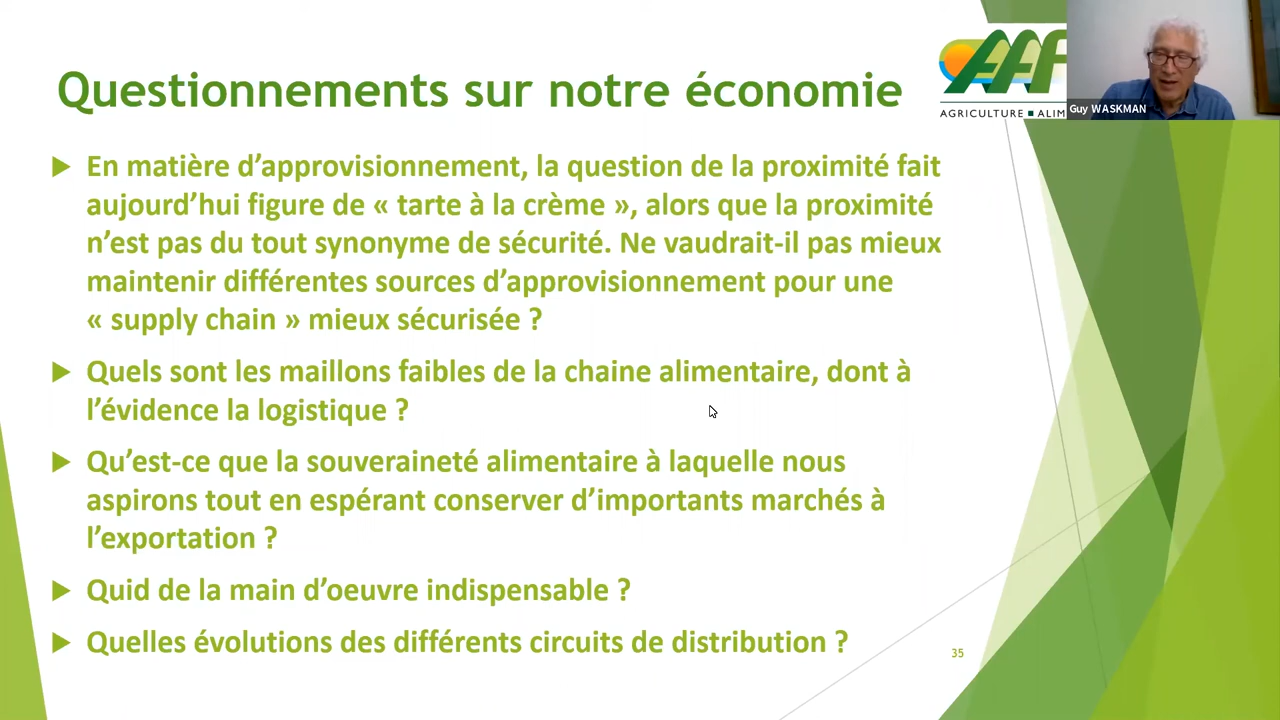 Questionnements sur notre économie
AAF
AGRICULTURE ■ ALIM
Guy WASKMAN
En matière d'approvisionnement, la question de la proximité fait
aujourd'hui figure de « tarte à la crème », alors que la proximité
n'est pas du tout synonyme de sécurité. Ne vaudrait-il pas mieux
maintenir différentes sources d'approvisionnement pour une
« supply chain » mieux sécurisée ?
Quels sont les maillons faibles de la chaine alimentaire, dont à
l'évidence la logistique ?
Qu'est-ce que la souveraineté alimentaire à laquelle nous
aspirons tout en espérant conserver d'importants marchés à
l'exportation ?
Quid de la main d'oeuvre indispensable ?
Quelles évolutions des différents circuits de distribution ?
35